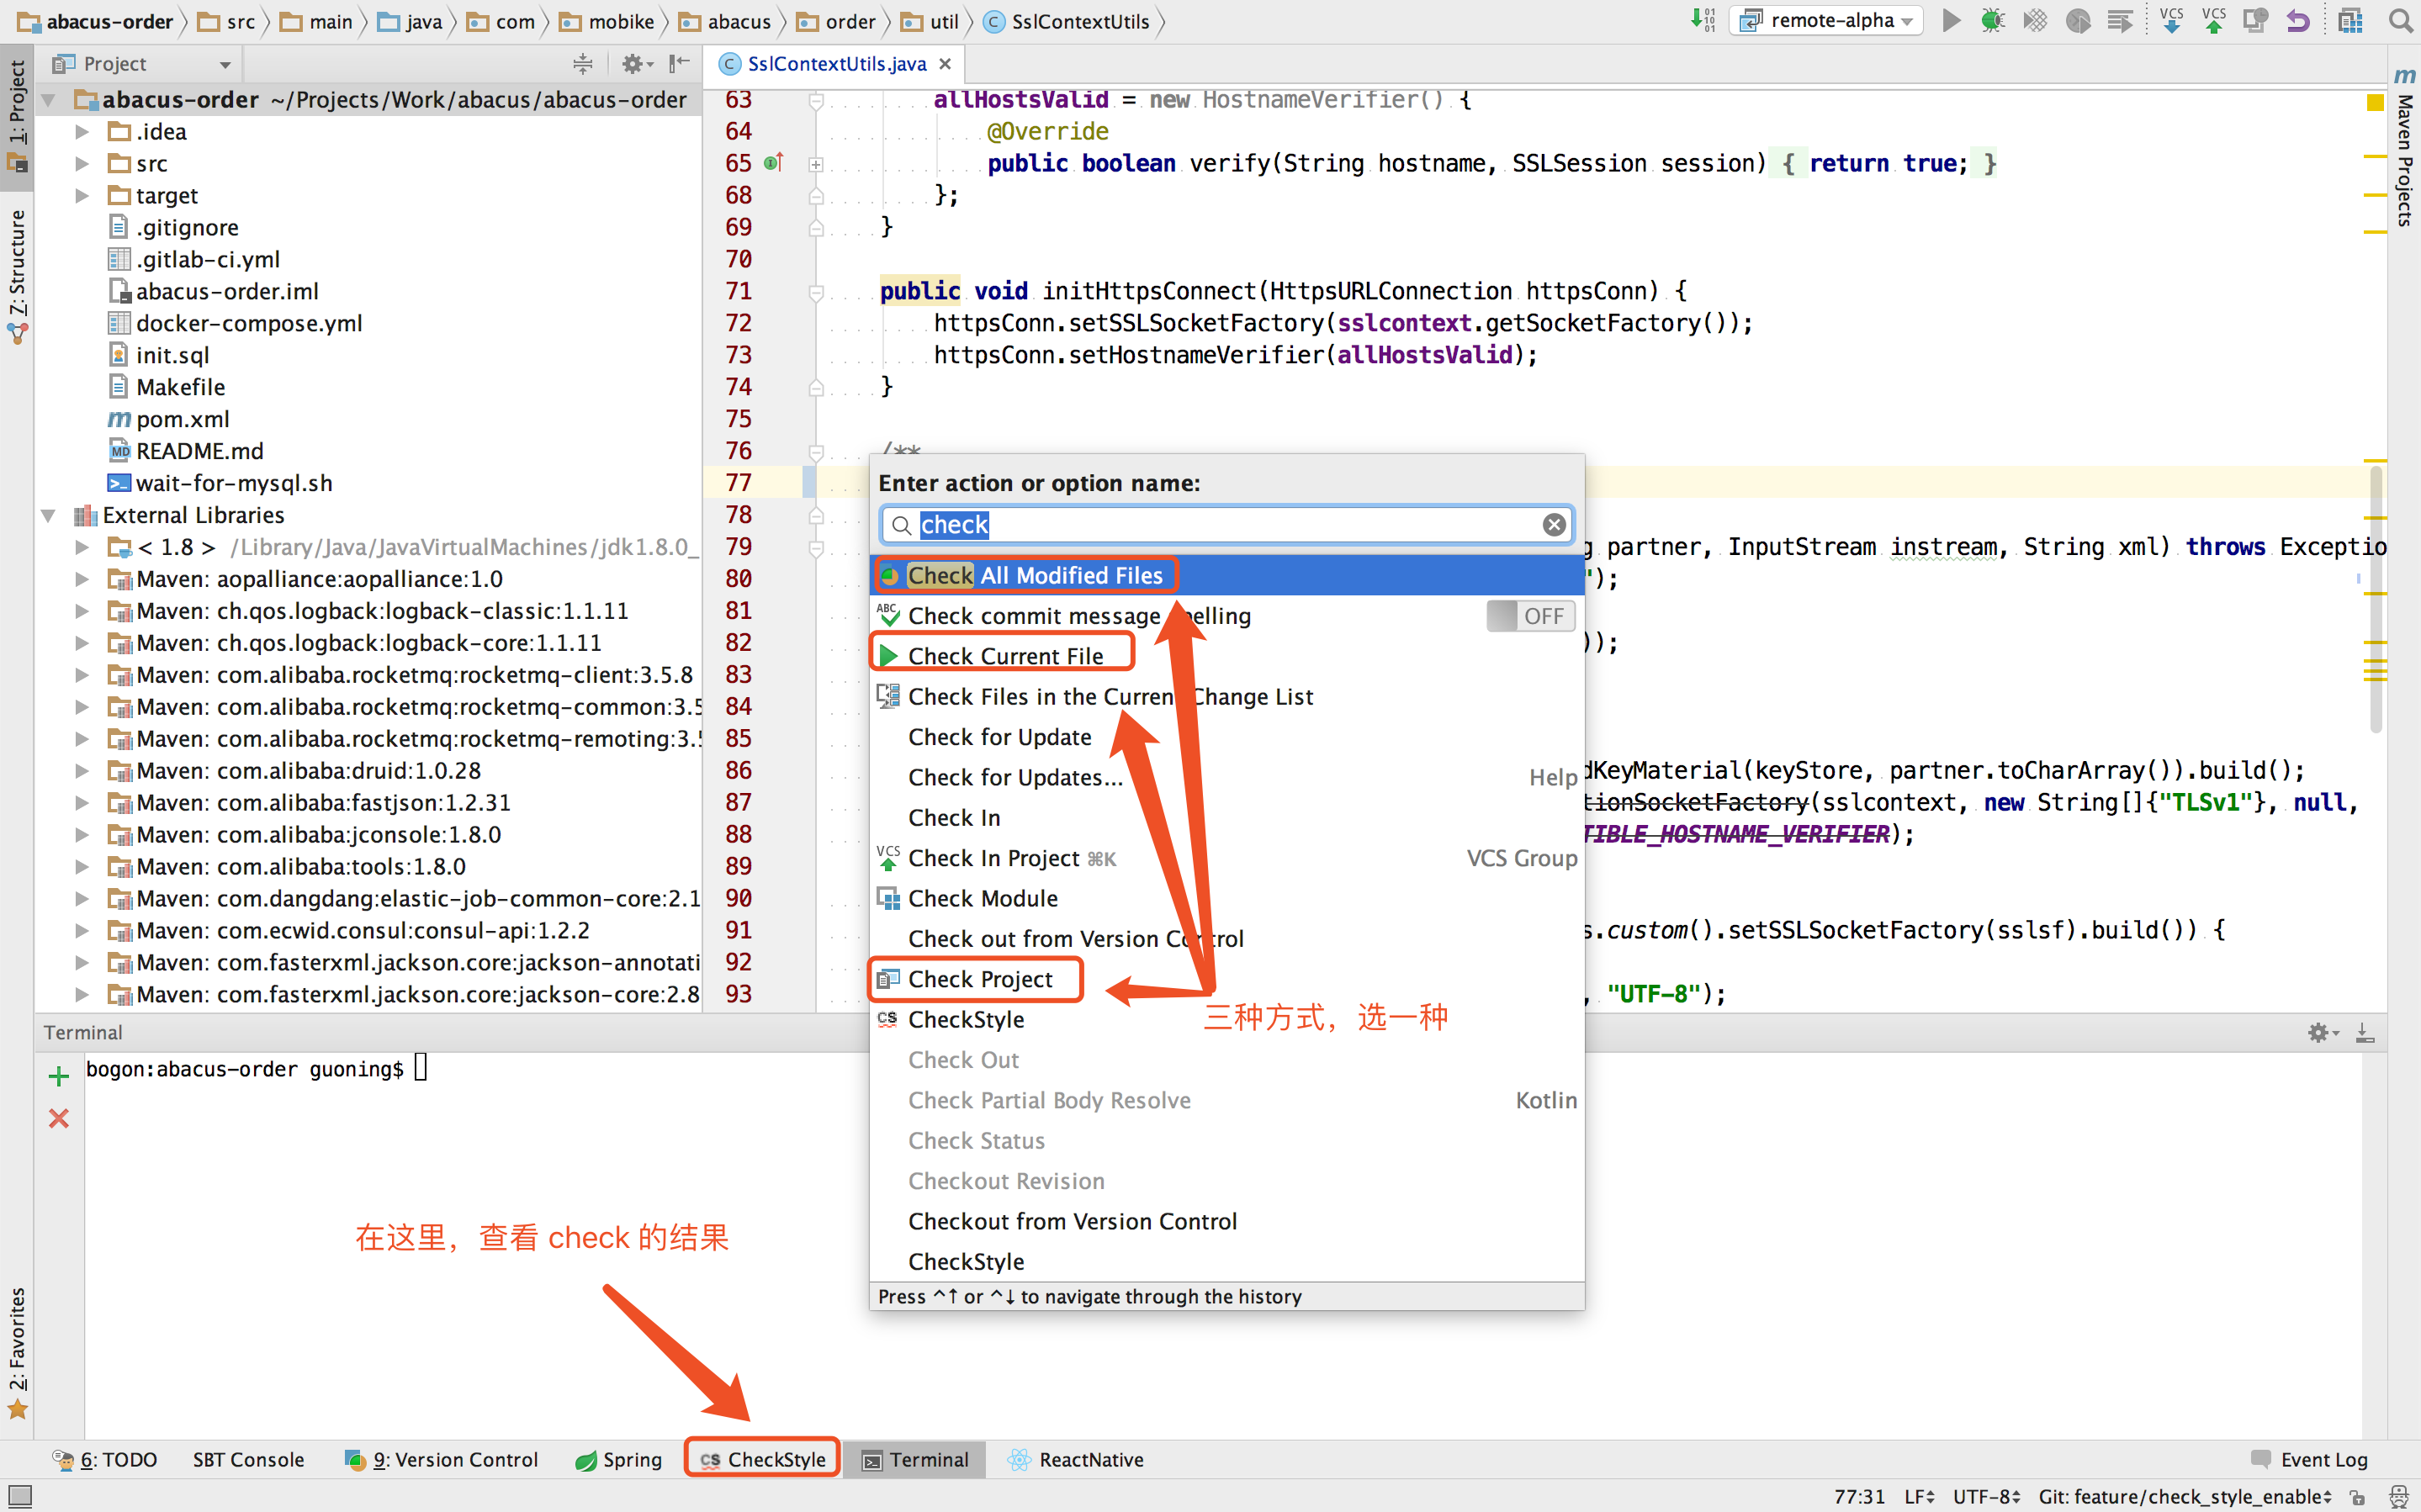 abacus-order src main java com mobike abacus order util SslContextUtils
remote-alpha VCS VCS
1: Project
Z: Structure
2: Favorites
Project
abacus-order ~/Projects/Work/abacus/abacus-order
.idea
src
target
.gitignore
.gitlab-ci.yml
abacus-order.iml
docker-compose.yml
init.sql
Makefile
pom.xml
README.md
wait-for-mysql.sh
External Libraries
< 1.8 > /Library/Java/JavaVirtualMachines/jdk1.8.0_
Maven: aopalliance:aopalliance:1.0
Maven: ch.qos.logback:logback-classic:1.1.11
Maven: ch.qos.logback:logback-core:1.1.11
Maven: com.alibaba.rocketmq:rocketmq-client:3.5.8
Maven: com.alibaba.rocketmq:rocketmq-common:3.5
Maven: com.alibaba.rocketmq:rocketmq-remoting:3.5
Maven: com.alibaba:druid:1.0.28
Maven: com.alibaba:fastjson:1.2.31
Maven: com.alibaba:jconsole:1.8.0
Maven: com.alibaba:tools:1.8.0
Maven: com.dangdang:elastic-job-common-core:2.1
Maven: com.ecwid.consul:consul-api:1.2.2
Maven: com.fasterxml.jackson.core:jackson-annotati
Maven: com.fasterxml.jackson.core:jackson-core:2.8
SslContextUtils.java
63 allHostsValid = new HostnameVerifier() {
64 @Override
65 public boolean verify(String hostname, SSLSession session) { return true; }
68 };
69 }
70
71 public void initHttpsConnect(HttpsURLConnection httpsConn) {
72 httpsConn.setSSLSocketFactory(sslcontext.getSocketFactory());
73 httpsConn.setHostnameVerifier(allHostsValid);
74 }
75
76 /**
77
78
79 g partner, InputStream instream, String xml) throws Exceptio
80 ");
81
82 ));
83
84
85
86 dKeyMaterial(keyStore, partner.toCharArray()).build();
87 tionSocketFactory(sslcontext, new String[]{"TLSv1"}, null,
88 TIBLE_HOSTNAME_VERIFIER);
89
90
91 s.custom().setSSLSocketFactory(sslsf).build()) {
92
93 , "UTF-8");
Enter action or option name:
check
Check All Modified Files
Check commit message spelling OFF
Check Current File
Check Files in the Current Change List
Check for Update
Check for Updates... Help
Check In
Check In Project ⌘K VCS Group
Check Module
Check out from Version Control
Check Project
CheckStyle
Check Out
Check Partial Body Resolve Kotlin
Check Status
Checkout Revision
Checkout from Version Control
CheckStyle
Press ^↑ or ^↓ to navigate through the history
三种方式，选一种
Maven Projects
Terminal
bogon:abacus-order guoning$
在这里，查看 check 的结果
6: TODO SBT Console 9: Version Control Spring CheckStyle Terminal ReactNative Event Log
77:31 LF UTF-8 Git: feature/check_style_enable